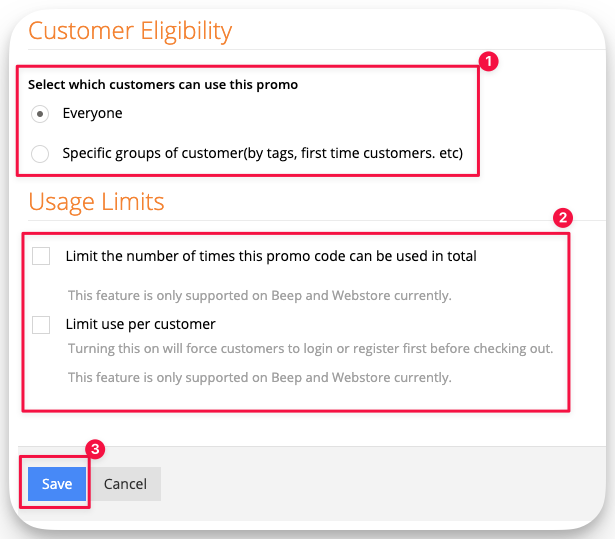 Customer Eligibility
1
Select which customers can use this promo
Everyone
Specific groups of customer(by tags, first time customers. etc)
Usage Limits
2
Limit the number of times this promo code can be used in total
This feature is only supported on Beep and Webstore currently.
Limit use per customer
Turning this on will force customers to login or register first before checking out.
This feature is only supported on Beep and Webstore currently.
3
Save Cancel